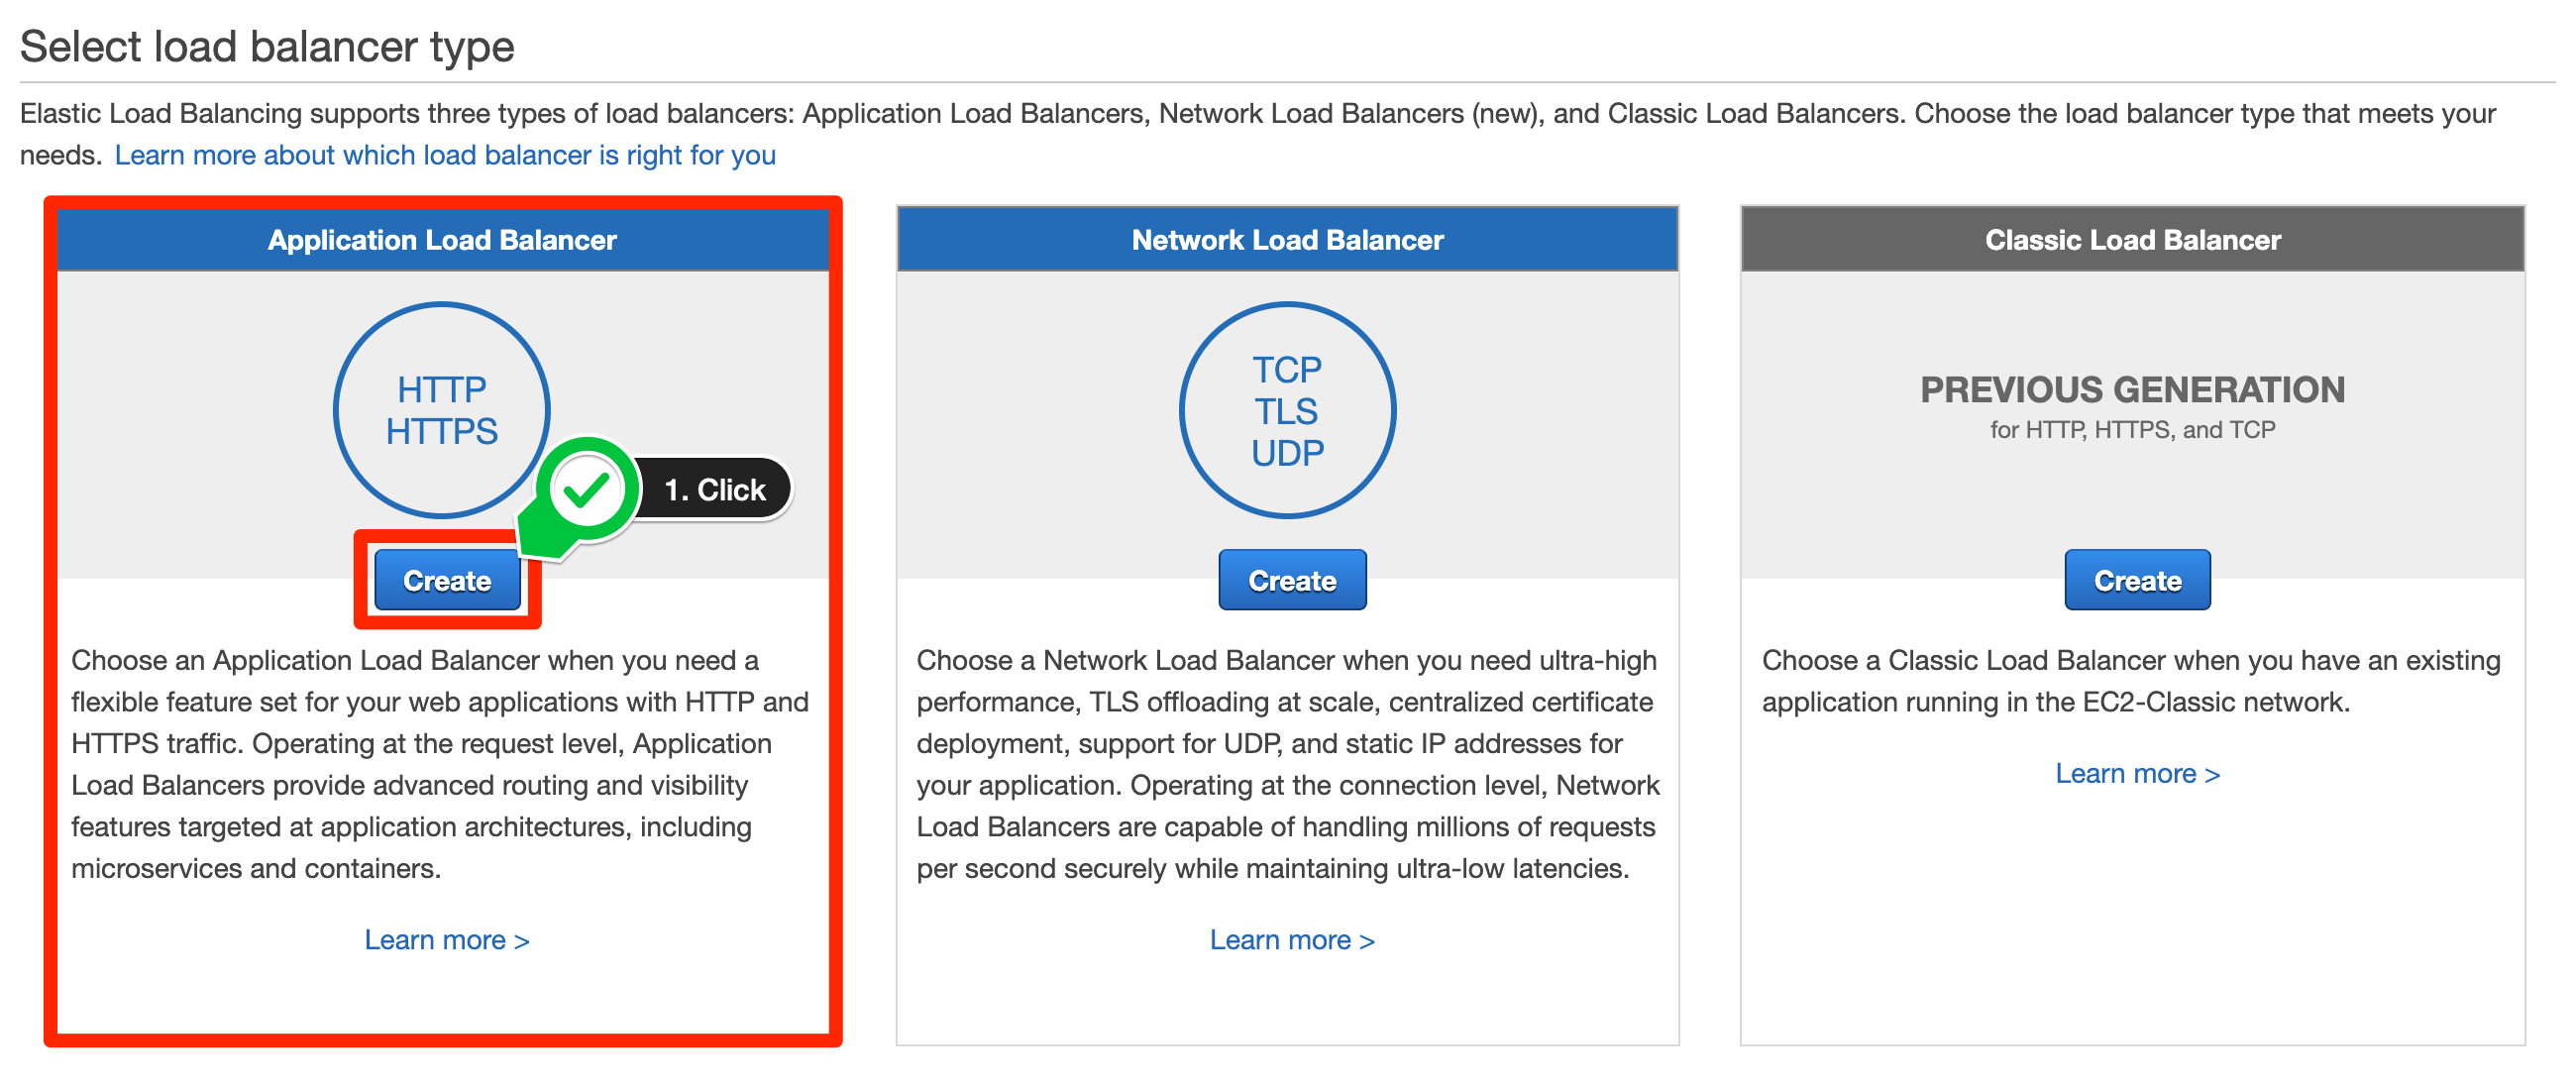 Select load balancer type
Elastic Load Balancing supports three types of load balancers: Application Load Balancers, Network Load Balancers (new), and Classic Load Balancers. Choose the load balancer type that meets your
needs. Learn more about which load balancer is right for you
Application Load Balancer
HTTP
HTTPS
1. Click
Create
Choose an Application Load Balancer when you need a
flexible feature set for your web applications with HTTP and
HTTPS traffic. Operating at the request level, Application
Load Balancers provide advanced routing and visibility
features targeted at application architectures, including
microservices and containers.
Learn more >
Network Load Balancer
TCP
TLS
UDP
Create
Choose a Network Load Balancer when you need ultra-high
performance, TLS offloading at scale, centralized certificate
deployment, support for UDP, and static IP addresses for
your application. Operating at the connection level, Network
Load Balancers are capable of handling millions of requests
per second securely while maintaining ultra-low latencies.
Learn more >
Classic Load Balancer
PREVIOUS GENERATION
for HTTP, HTTPS, and TCP
Create
Choose a Classic Load Balancer when you have an existing
application running in the EC2-Classic network.
Learn more >